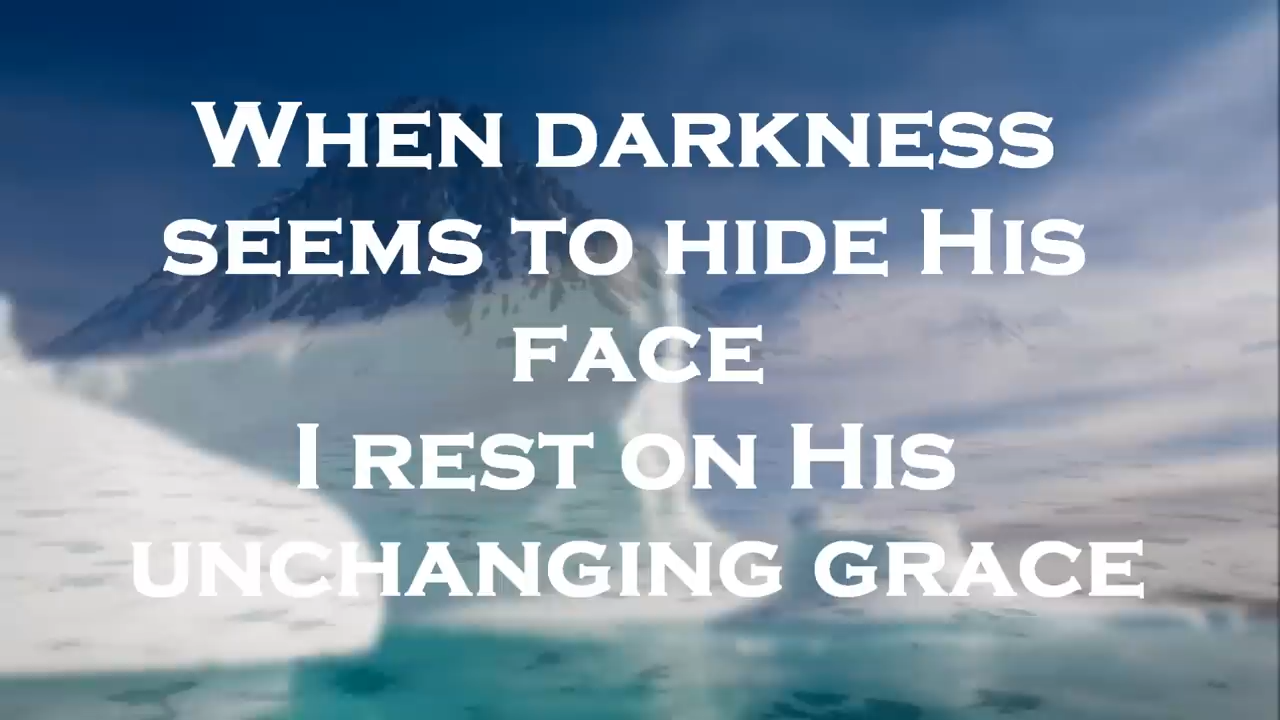 When darkness
seems to hide His
face
I rest on His
unchanging grace